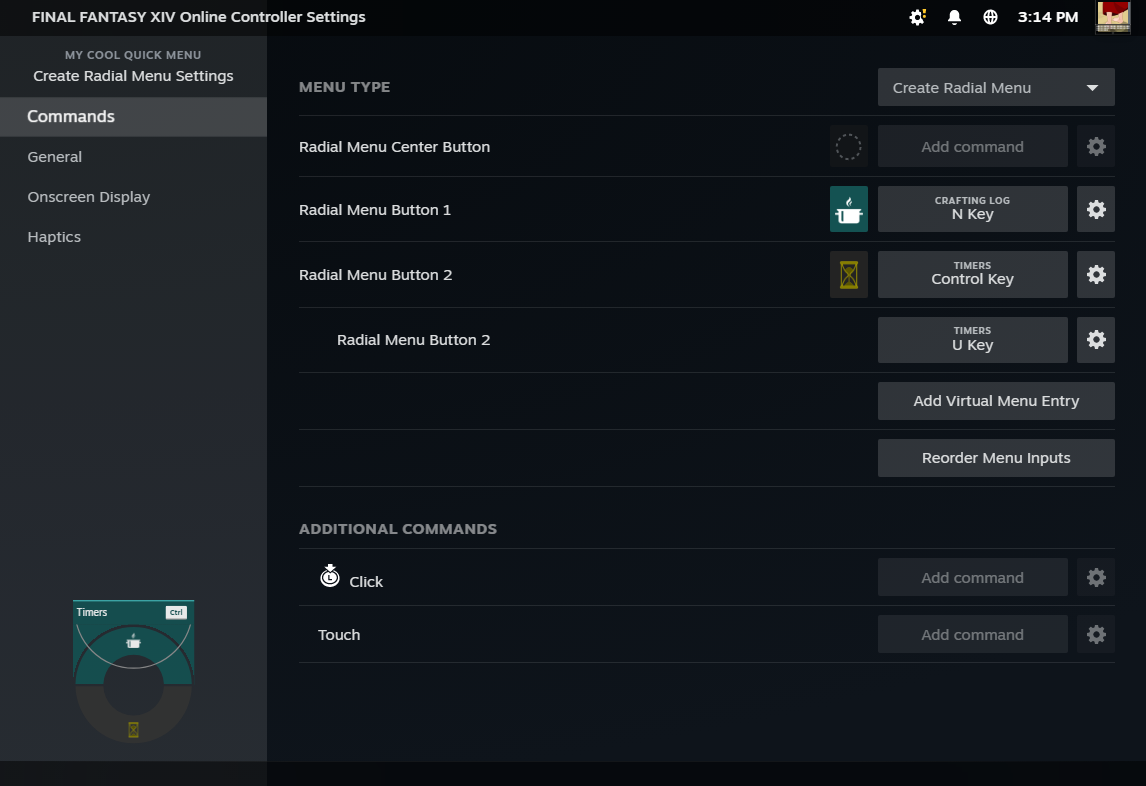 FINAL FANTASY XIV Online Controller Settings
3:14 PM
MY COOL QUICK MENU
Create Radial Menu Settings
Commands
General
Onscreen Display
Haptics
Timers
Ctrl
MENU TYPE
Create Radial Menu
Radial Menu Center Button
Add command
Radial Menu Button 1
CRAFTING LOG
N Key
Radial Menu Button 2
TIMERS
Control Key
Radial Menu Button 2
TIMERS
U Key
Add Virtual Menu Entry
Reorder Menu Inputs
ADDITIONAL COMMANDS
L
Click
Add command
Touch
Add command